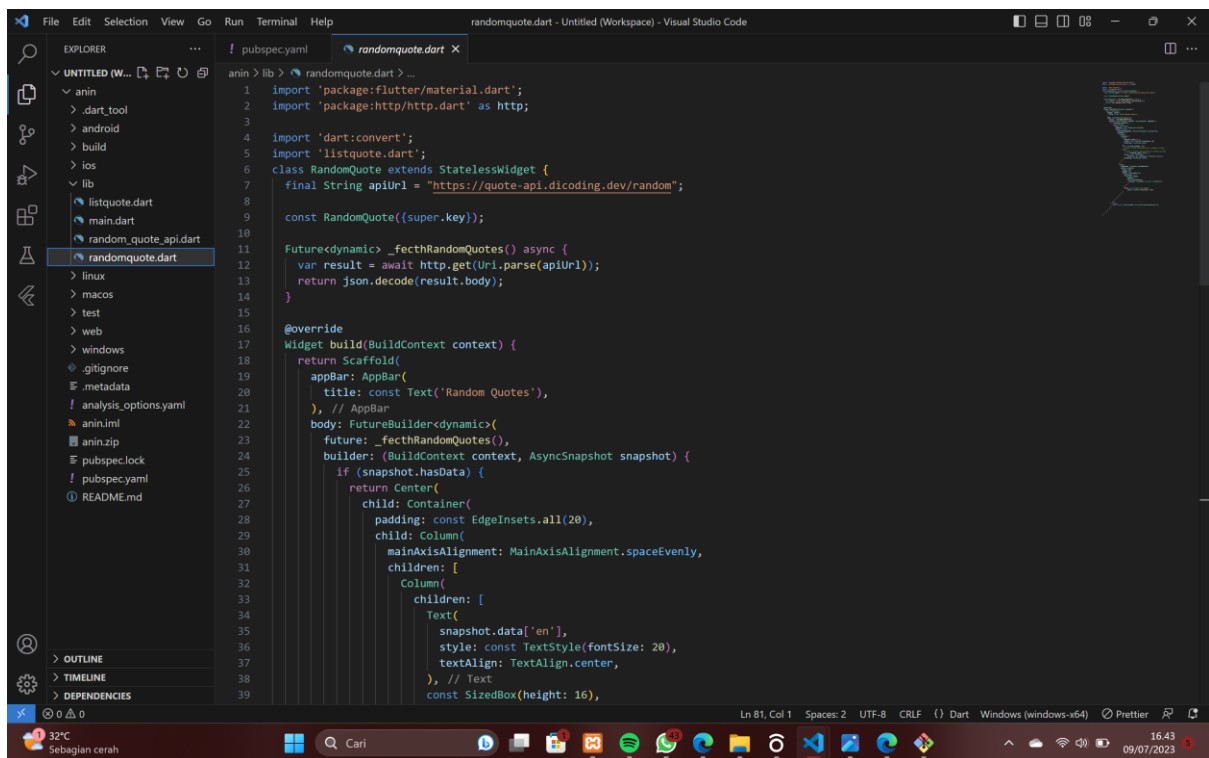 File Edit Selection View Go Run Terminal Help
randomquote.dart - Untitled (Workspace) - Visual Studio Code
EXPLORER
UNTITLED (W...
anin
.dart_tool
android
build
ios
lib
listquote.dart
main.dart
random_quote_api.dart
randomquote.dart
linux
macos
test
web
windows
.gitignore
.metadata
analysis_options.yaml
anin.iml
anin.zip
pubspec.lock
pubspec.yaml
README.md
OUTLINE
TIMELINE
DEPENDENCIES
pubspec.yaml
randomquote.dart
anin > lib > randomquote.dart > ...
1 import 'package:flutter/material.dart';
2 import 'package:http/http.dart' as http;
3
4 import 'dart:convert';
5 import 'listquote.dart';
6 class RandomQuote extends StatelessWidget {
7 final String apiUrl = "https://quote-api.dicoding.dev/random";
8
9 const RandomQuote({super.key});
10
11 Future<dynamic> _fecthRandomQuotes() async {
12 var result = await http.get(Uri.parse(apiUrl));
13 return json.decode(result.body);
14 }
15
16 @override
17 Widget build(BuildContext context) {
18 return Scaffold(
19 appBar: AppBar(
20 title: const Text('Random Quotes'),
21 ), // AppBar
22 body: FutureBuilder<dynamic>(
23 future: _fecthRandomQuotes(),
24 builder: (BuildContext context, AsyncSnapshot snapshot) {
25 if (snapshot.hasData) {
26 return Center(
27 child: Container(
28 padding: const EdgeInsets.all(20),
29 child: Column(
30 mainAxisAlignment: MainAxisAlignment.spaceEvenly,
31 children: [
32 Column(
33 children: [
34 Text(
35 snapshot.data['en'],
36 style: const TextStyle(fontSize: 20),
37 textAlign: TextAlign.center,
38 ), // Text
39 const SizedBox(height: 16),
0 0
Ln 81, Col 1 Spaces: 2 UTF-8 CRLF {} Dart Windows (windows-x64) Prettier
32°C
Sebagian cerah
Cari
16.43
09/07/2023